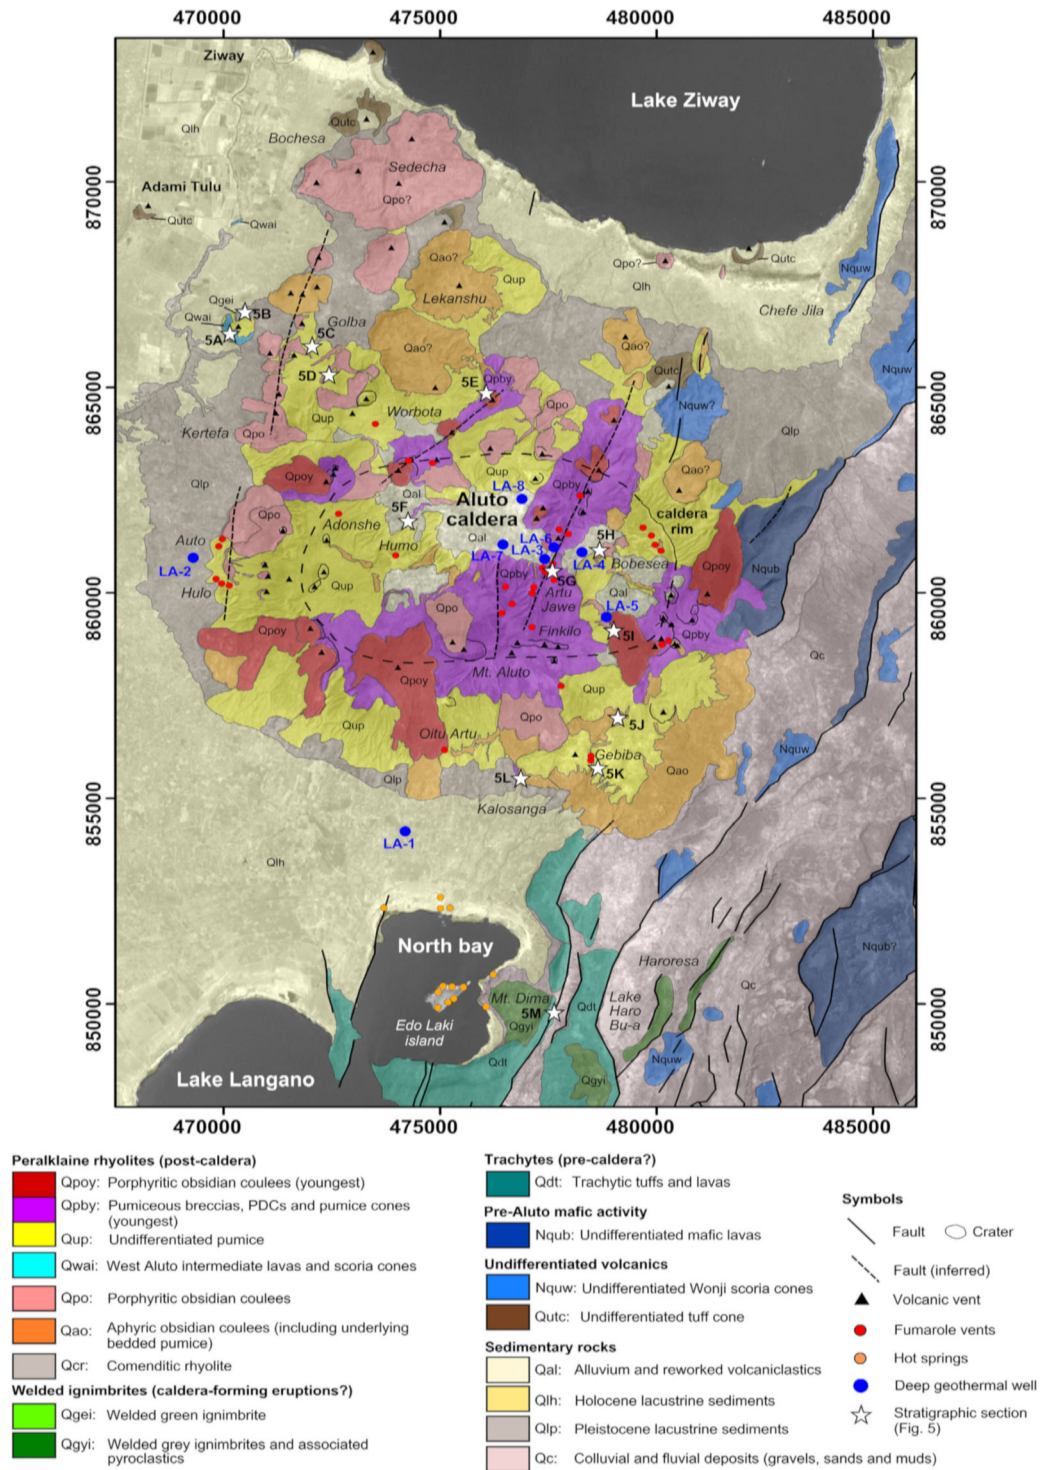 470000 475000 480000 485000
Ziway
Lake Ziway
Qutc
Qlh
Bochesa
Sedecha
870000
870000
Adami Tulu
Qpo?
Qutc
Qwai
Qao?
Qup
Qpo?
Qutc
Nquw
Qlh
Lekanshu
Chefe Jila
Qgei
5B
Qwai
5A
Golba
5C
Qao?
Qao?
Nquw
5D
5E
Qpby
Qutc
865000
865000
Qpo
Nquw?
Worbota
Qup
Kertefa
Qpo
Qlp
Qup
Qao?
Qpoy
Qpby
Qlp
LA-8
Qal
5F
Aluto
caldera
caldera
rim
Qpo
Adonshe
Auto
Qal
LA-6
5H
Humo
LA-7
LA-3
LA-4
Bobesea
Qpoy
Nqub
LA-2
Qpby
5G
Hulo
Qup
Artu
Jawe
Qal
860000
860000
Qpo
LA-5
Finkilo
5I
Qpby
Qpoy
Qc
Mt. Aluto
Qpoy
Qup
Qup
Qpo
5J
Oitu Artu
Gebiba
Nquw
Qlp
5L
5K
Qao
Kalosanga
855000
855000
LA-1
Qlh
North bay
Nqub?
Haroresa
Mt. Dima
5M
Qgyi
Lake
Haro
Bu-a
Qc
850000
850000
Qdt
Edo Laki
island
Nquw
Qdt
Qgyi
Lake Langano
470000 475000 480000 485000
Peralklaine rhyolites (post-caldera)
Qpoy: Porphyritic obsidian coulees (youngest)
Qpby: Pumiceous breccias, PDCs and pumice cones
(youngest)
Qup: Undifferentiated pumice
Qwai: West Aluto intermediate lavas and scoria cones
Qpo: Porphyritic obsidian coulees
Qao: Aphyric obsidian coulees (including underlying
bedded pumice)
Qcr: Comenditic rhyolite
Welded ignimbrites (caldera-forming eruptions?)
Qgei: Welded green ignimbrite
Qgyi: Welded grey ignimbrites and associated
pyroclastics
Trachytes (pre-caldera?)
Qdt: Trachytic tuffs and lavas
Pre-Aluto mafic activity
Nqub: Undifferentiated mafic lavas
Undifferentiated volcanics
Nquw: Undifferentiated Wonji scoria cones
Qutc: Undifferentiated tuff cone
Sedimentary rocks
Qal: Alluvium and reworked volcaniclastics
Qlh: Holocene lacustrine sediments
Qlp: Pleistocene lacustrine sediments
Qc: Colluvial and fluvial deposits (gravels, sands and muds)
Symbols
Fault Crater
Fault (inferred)
Volcanic vent
Fumarole vents
Hot springs
Deep geothermal well
Stratigraphic section
(Fig. 5)